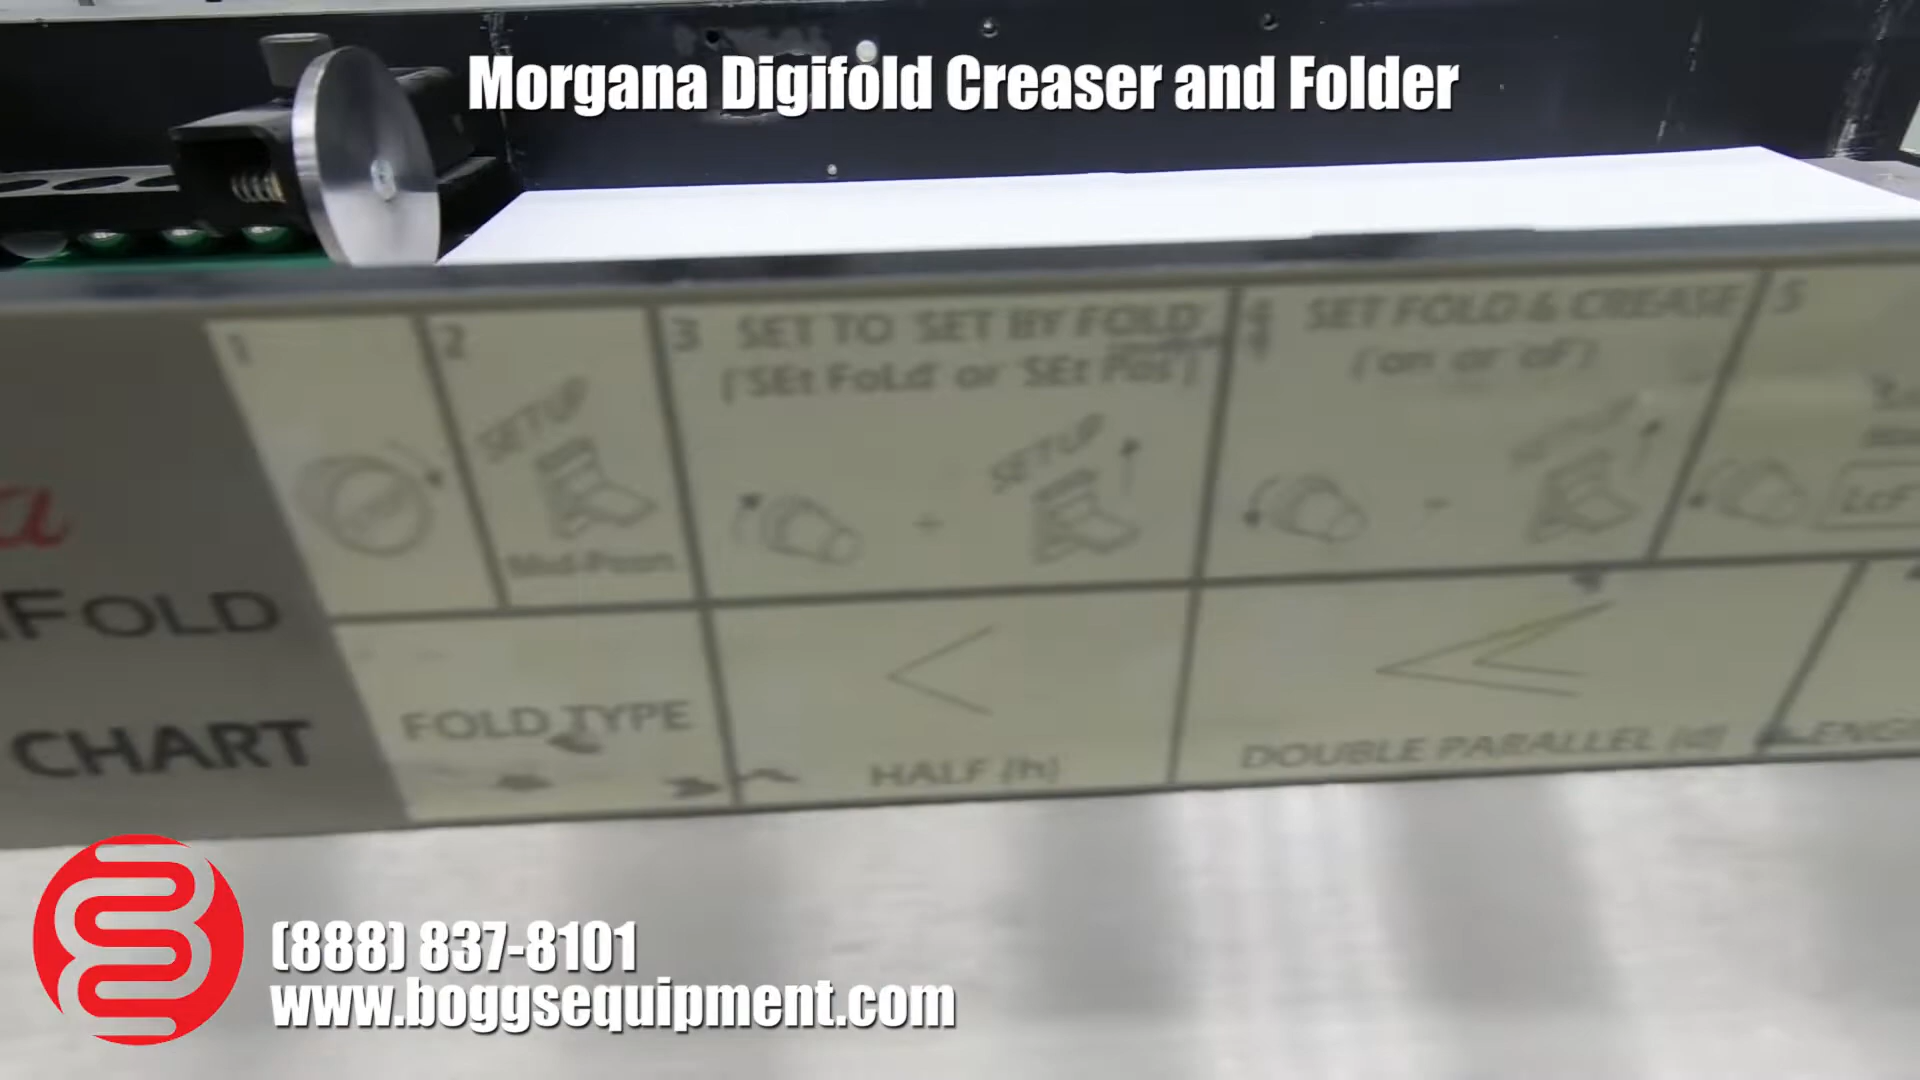 Morgana Digifold Creaser and Folder
1
2
SETUP
3 SET TO 'SET BY FOLD'
('SEt FoLd' or 'SEt Pos')
SETUP
+
4 SET FOLD & CREASE
('on' or 'oF')
5
LcF
a
FOLD
CHART
FOLD TYPE
HALF (h)
DOUBLE PARALLEL (d)
(888) 837-8101
www.boggsequipment.com